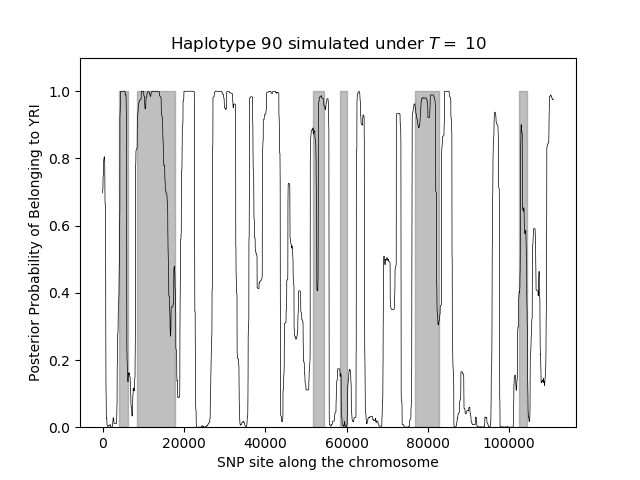 Haplotype 90 simulated under T = 10
Posterior Probability of Belonging to YRI
1.0
0.8
0.6
0.4
0.2
0.0
0 20000 40000 60000 80000 100000
SNP site along the chromosome